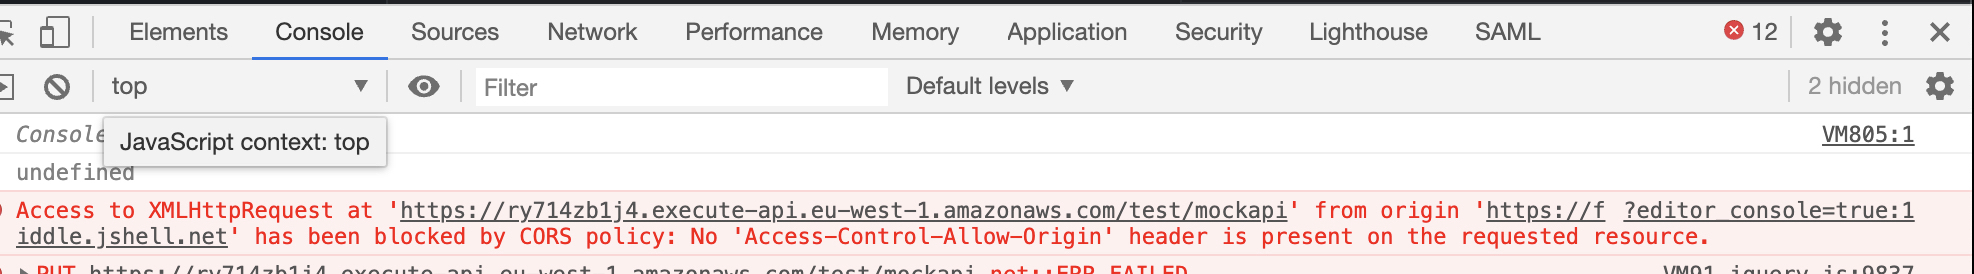 Elements Console Sources Network Performance Memory Application Security Lighthouse SAML 12
top Filter Default levels 2 hidden
Console VM805:1
JavaScript context: top
undefined
Access to XMLHttpRequest at 'https://ry714zb1j4.execute-api.eu-west-1.amazonaws.com/test/mockapi' from origin 'https://f ?editor_console=true:1
iddle.jshell.net' has been blocked by CORS policy: No 'Access-Control-Allow-Origin' header is present on the requested resource.
PUT https://ry714zb1j4.execute-api.eu-west-1.amazonaws.com/test/mockapi net::ERR_FAILED VM91 jquery.js:9837